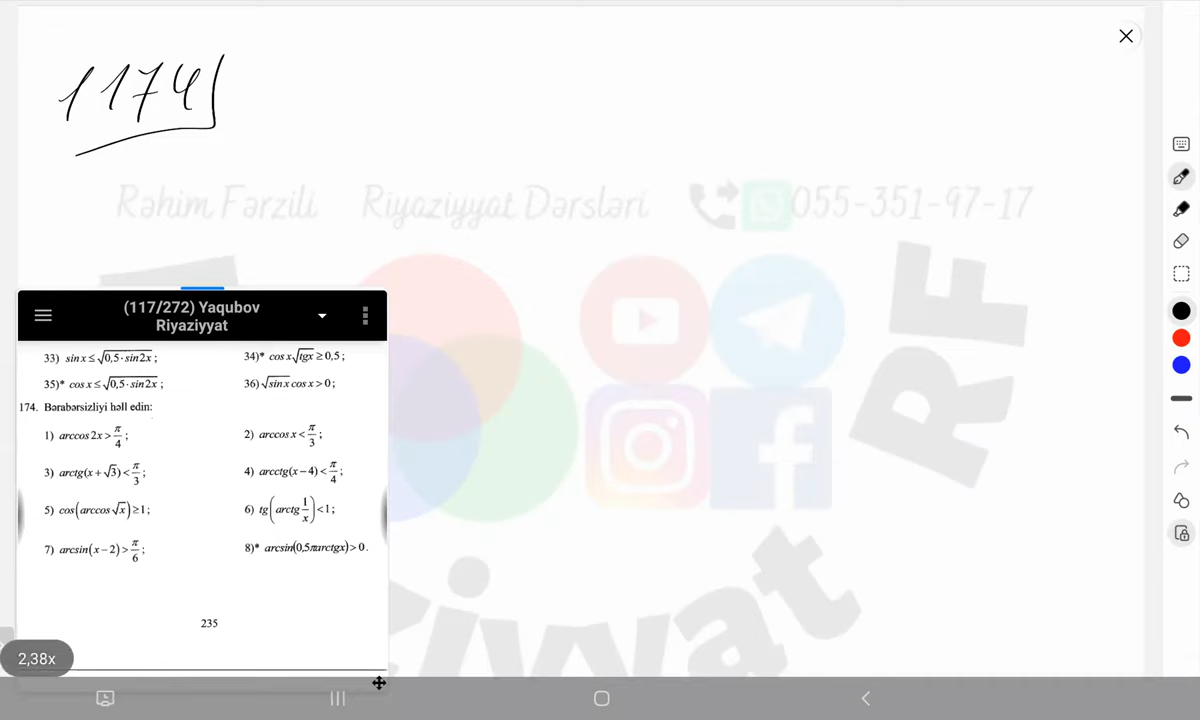 1174
Rəhim Fərzili Riyaziyyat Dərsləri 055-351-97-17
RF
(117/272) Yaqubov
Riyaziyyat
33) sin x ≤ √0,5·sin2x ; 34)* cos x√tgx ≥ 0,5 ;
35)* cos x ≤ √0,5·sin2x ; 36) √sin x cos x > 0 ;
174. Bərabərsizliyi həll edin:
1) arccos 2x > π/4 ; 2) arccos x < π/3 ;
3) arctg(x + √3) < π/3 ; 4) arcctg(x − 4) < π/4 ;
5) cos(arccos √x) ≥ 1; 6) tg(arctg 1/x) < 1 ;
7) arcsin(x − 2) > π/6 ; 8)* arcsin(0,5πarctgx) > 0 .
235
2,38x